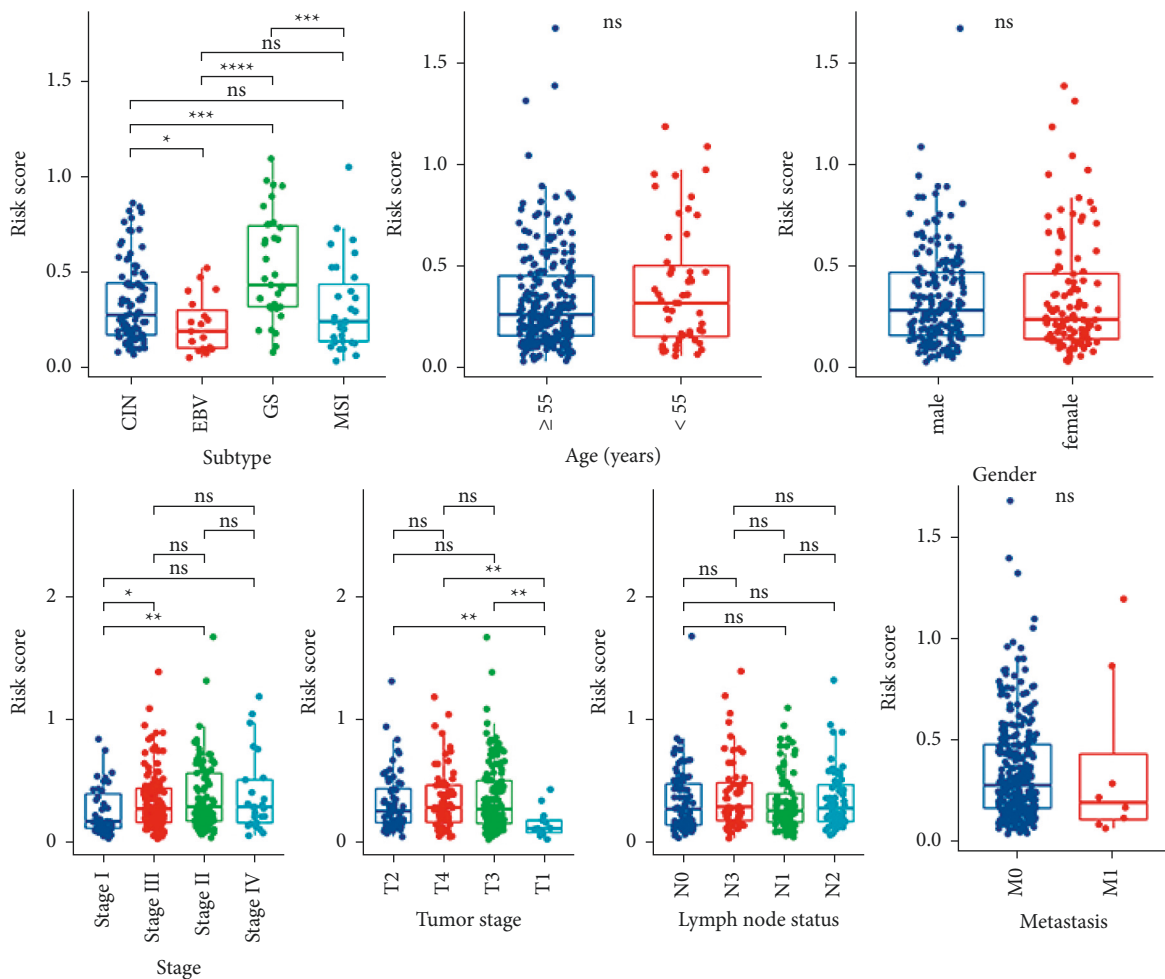 ***
ns
****
ns
***
*
1.5
1.0
0.5
0.0
Risk score
CIN
EBV
GS
MSI
Subtype
ns
1.5
1.0
0.5
0.0
Risk score
≥ 55
< 55
Age (years)
ns
1.5
1.0
0.5
0.0
Risk score
male
female
Gender
ns
ns
ns
ns
*
**
2
1
0
Risk score
Stage I
Stage III
Stage II
Stage IV
Stage
ns
ns
ns
**
**
**
2
1
0
Risk score
T2
T4
T3
T1
Tumor stage
ns
ns
ns
ns
ns
ns
2
1
0
Risk score
N0
N3
N1
N2
Lymph node status
ns
1.5
1.0
0.5
0.0
Risk score
M0
M1
Metastasis